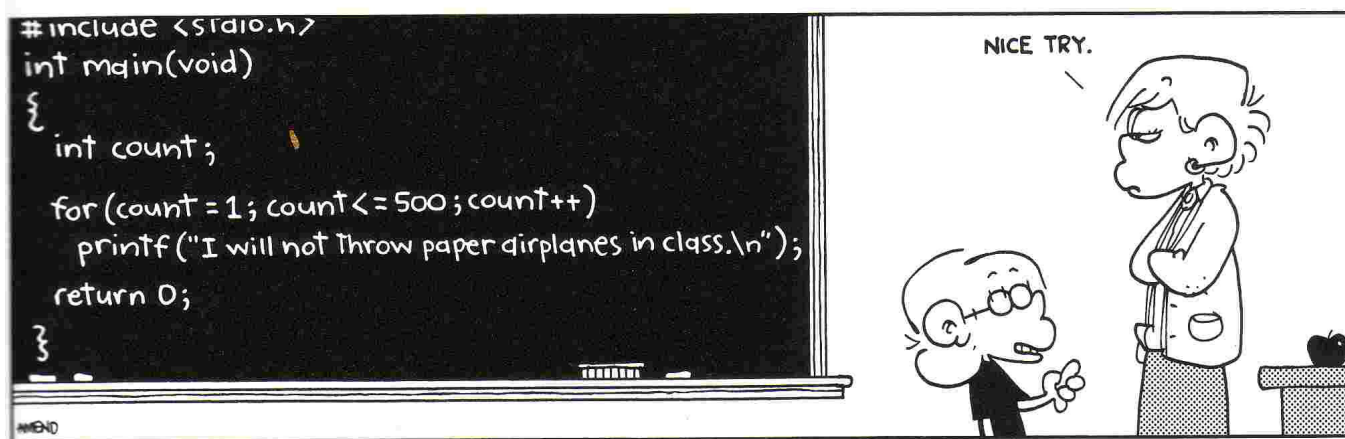 #include <stdio.h>
int main(void)
{
int count;
for (count = 1; count <= 500; count++)
printf ("I will not Throw paper airplanes in class.\n");
return 0;
}
NICE TRY.
AMEND